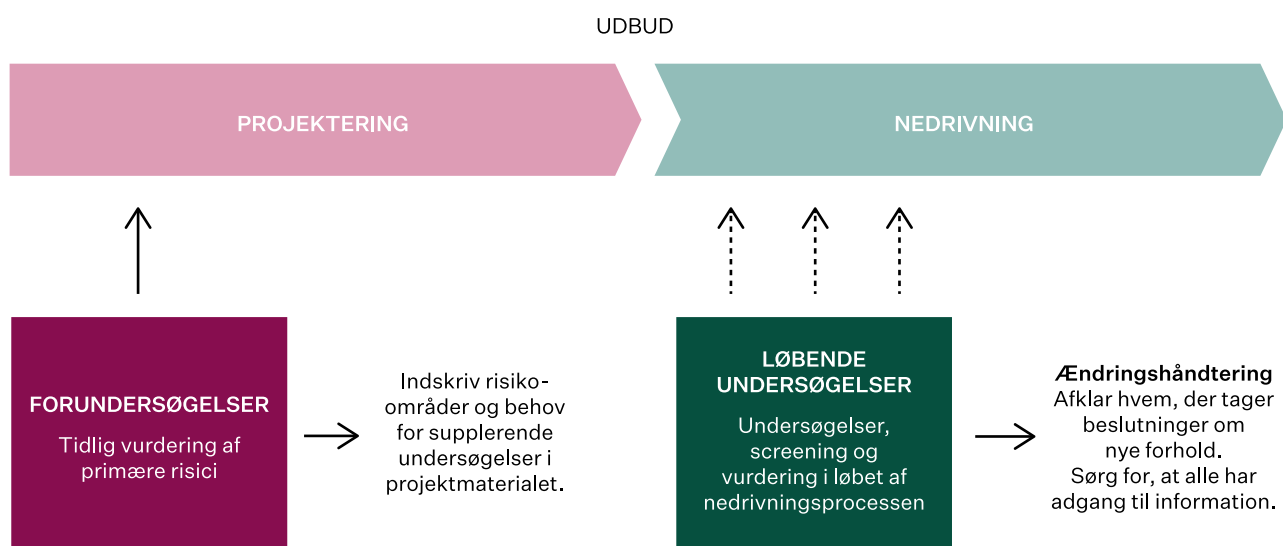 UDBUD
PROJEKTERING
NEDRIVNING
FORUNDERSØGELSER
Tidlig vurdering af
primære risici
Indskriv risiko-
områder og behov
for supplerende
undersøgelser i
projektmaterialet.
LØBENDE
UNDERSØGELSER
Undersøgelser,
screening og
vurdering i løbet af
nedrivningsprocessen
Ændringshåndtering
Afklar hvem, der tager
beslutninger om
nye forhold.
Sørg for, at alle har
adgang til information.